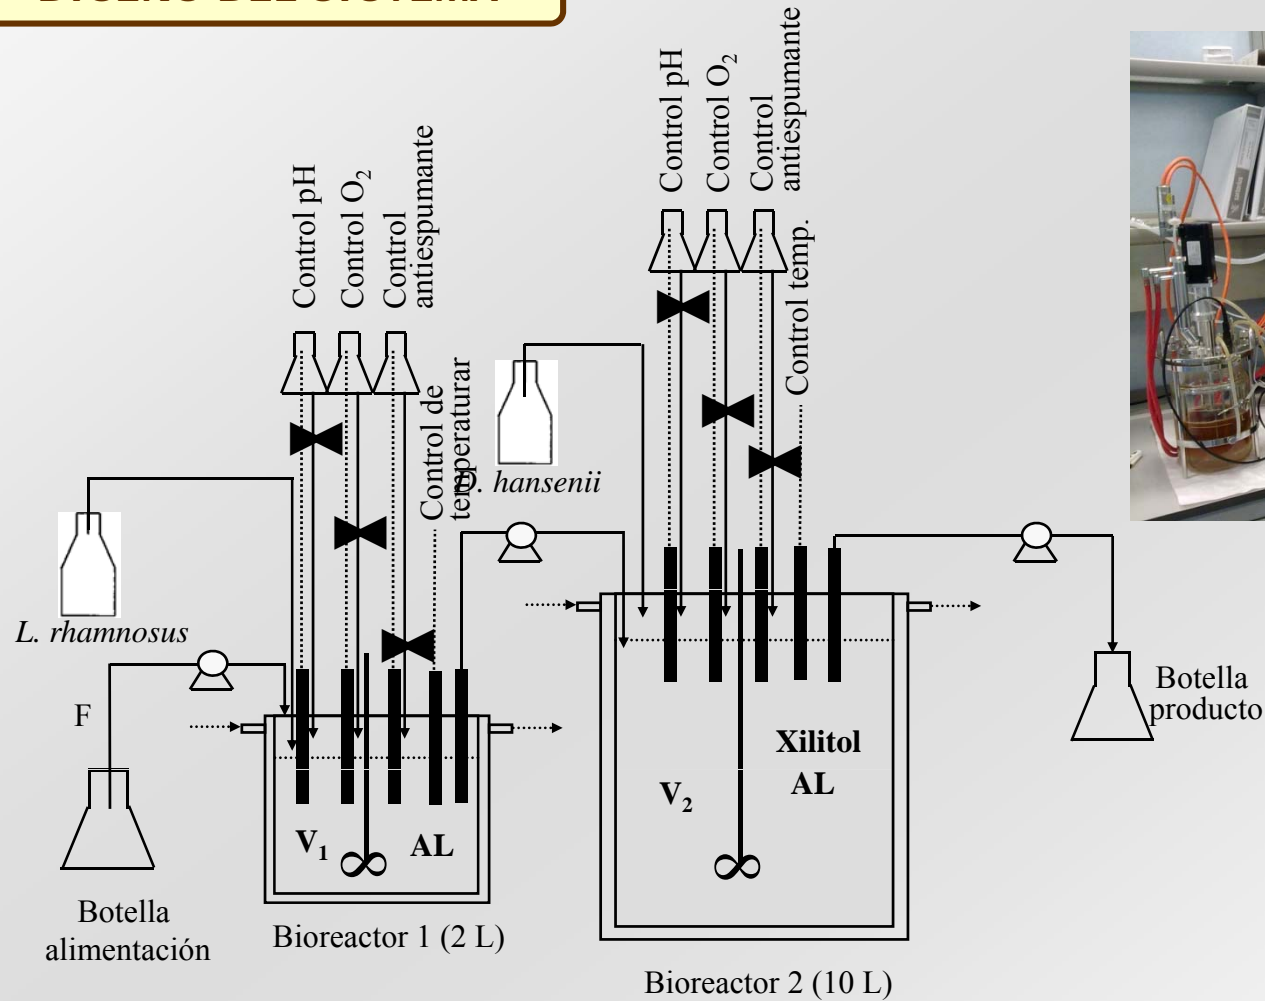 DISEÑO DEL SISTEMA
Control pH
Control O2
Control
antiespumante
Control temp.
Control pH
Control O2
Control
antiespumante
Control de
temperaturar
D. hansenii
L. rhamnosus
F
Botella
alimentación
V1
AL
Bioreactor 1 (2 L)
V2
Xilitol
AL
Bioreactor 2 (10 L)
Botella
producto